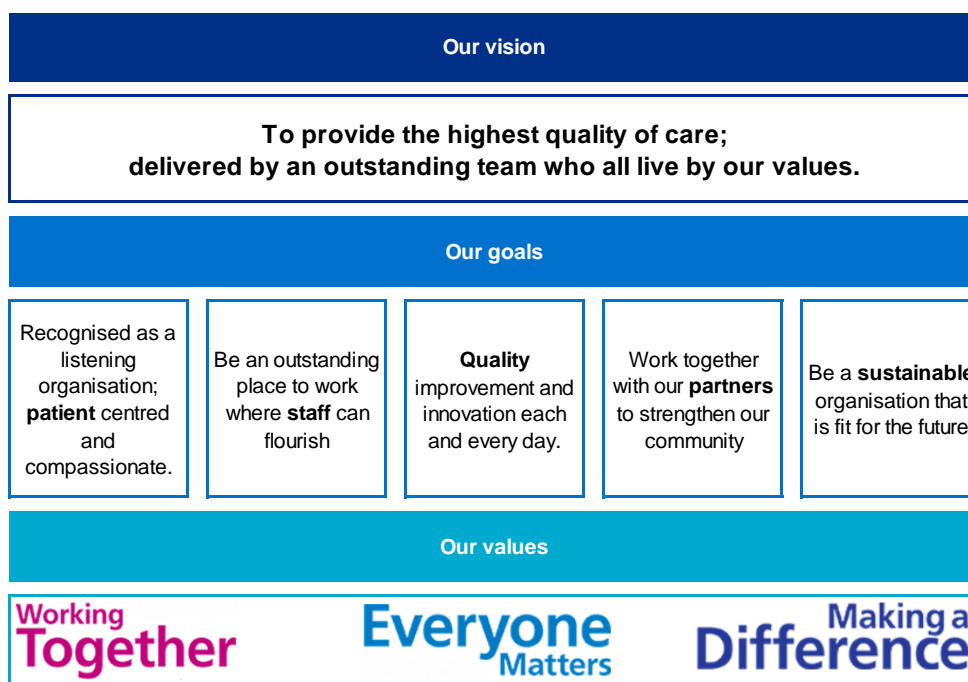 Our vision
To provide the highest quality of care;
delivered by an outstanding team who all live by our values.
Our goals
Recognised as a
listening
organisation;
patient centred
and
compassionate.
Be an outstanding
place to work
where staff can
flourish
Quality
improvement and
innovation each
and every day.
Work together
with our partners
to strengthen our
community
Be a sustainable
organisation that
is fit for the future
Our values
Working
Together
Everyone
Matters
Making a
Difference